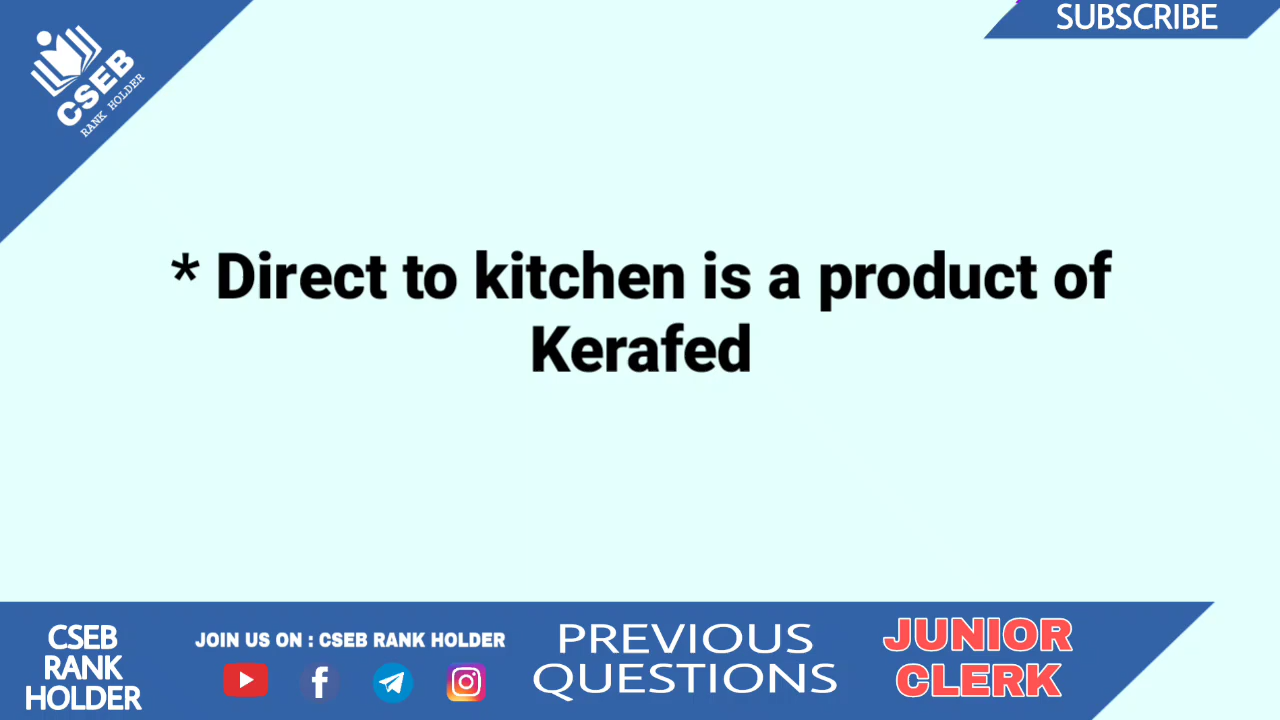 CSEB
RANK HOLDER
SUBSCRIBE
* Direct to kitchen is a product of
Kerafed
CSEB
RANK
HOLDER
JOIN US ON : CSEB RANK HOLDER
PREVIOUS
QUESTIONS
JUNIOR
CLERK